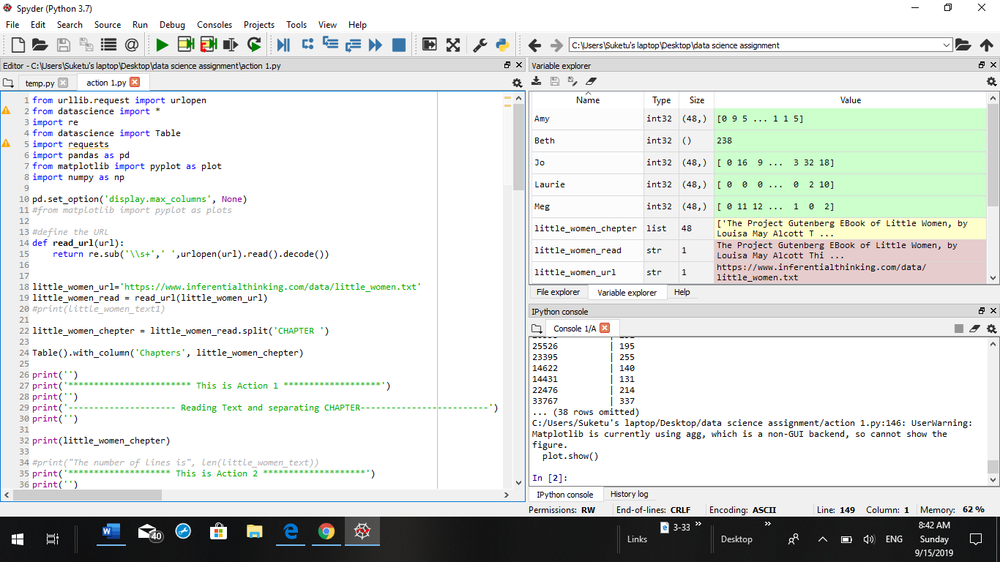 Spyder (Python 3.7)
File Edit Search Source Run Debug Consoles Projects Tools View Help
C:\Users\Suketu's laptop\Desktop\data science assignment
Editor - C:\Users\Suketu's laptop\Desktop\data science assignment\action 1.py
temp.py action 1.py
1 from urllib.request import urlopen
2 from datascience import *
3 import re
4 from datascience import Table
5 import requests
6 import pandas as pd
7 from matplotlib import pyplot as plot
8 import numpy as np
9
10 pd.set_option('display.max_columns', None)
11 #from matplotlib import pyplot as plots
12
13 #define the URL
14 def read_url(url):
15     return re.sub('\\s+',' ',urlopen(url).read().decode())
16
17
18 little_women_url='https://www.inferentialthinking.com/data/little_women.txt'
19 little_women_read = read_url(little_women_url)
20 #print(little_women_text1)
21
22 little_women_chepter = little_women_read.split('CHAPTER ')
23
24 Table().with_column('Chapters', little_women_chepter)
25
26 print('')
27 print('************************ This is Action 1 *******************')
28 print('')
29 print('--------------------- Reading Text and separating CHAPTER-------------------------')
30 print('')
31
32 print(little_women_chepter)
33
34 #print("The number of lines is", len(little_women_text))
35 print('******************** This is Action 2 ********************')
36 print('')
Variable explorer
Name Type Size Value
Amy int32 (48,) [0 9 5 ... 1 1 5]
Beth int32 () 238
Jo int32 (48,) [ 0 16  9 ...  3 32 18]
Laurie int32 (48,) [ 0  0  0 ...  0  2 10]
Meg int32 (48,) [ 0 11 12 ...  1  0  2]
little_women_chepter list 48 ['The Project Gutenberg EBook of Little Women, by
Louisa May Alcott T ...
little_women_read str 1 The Project Gutenberg EBook of Little Women, by
Louisa May Alcott Thi ...
little_women_url str 1 https://www.inferentialthinking.com/data/
little_women.txt
File explorer Variable explorer Help
IPython console
Console 1/A
25526 | 195
23395 | 255
14622 | 140
14431 | 131
22476 | 214
33767 | 337
... (38 rows omitted)
C:/Users/Suketu's laptop/Desktop/data science assignment/action 1.py:146: UserWarning:
Matplotlib is currently using agg, which is a non-GUI backend, so cannot show the
figure.
  plot.show()
In [2]:
IPython console History log
Permissions: RW End-of-lines: CRLF Encoding: ASCII Line: 149 Column: 1 Memory: 62 %
W 40 e 3-33 »
Links » Desktop ENG
8:42 AM
Sunday
9/15/2019